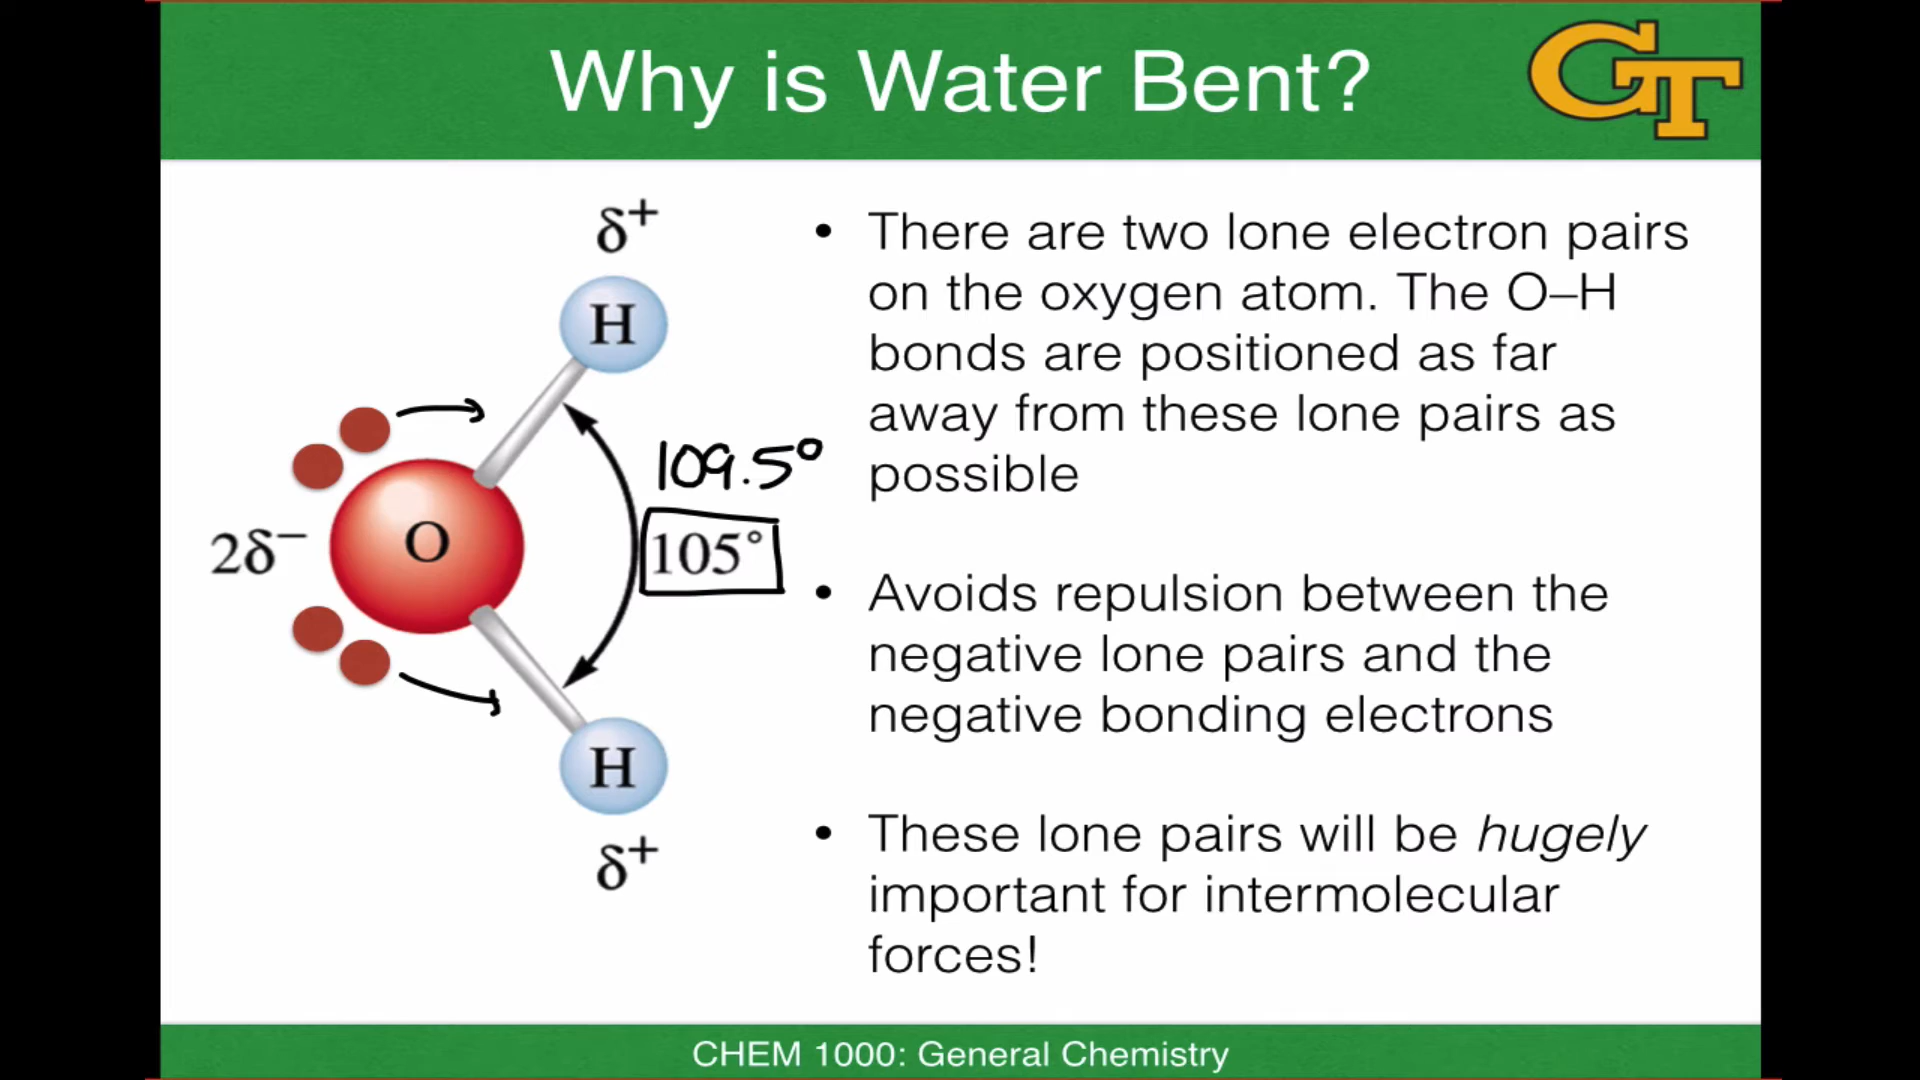 Why is Water Bent?
GT
δ+
H
109.5°
O
2δ−
105°
H
δ+
• There are two lone electron pairs
on the oxygen atom. The O–H
bonds are positioned as far
away from these lone pairs as
possible
• Avoids repulsion between the
negative lone pairs and the
negative bonding electrons
• These lone pairs will be hugely
important for intermolecular
forces!
CHEM 1000: General Chemistry